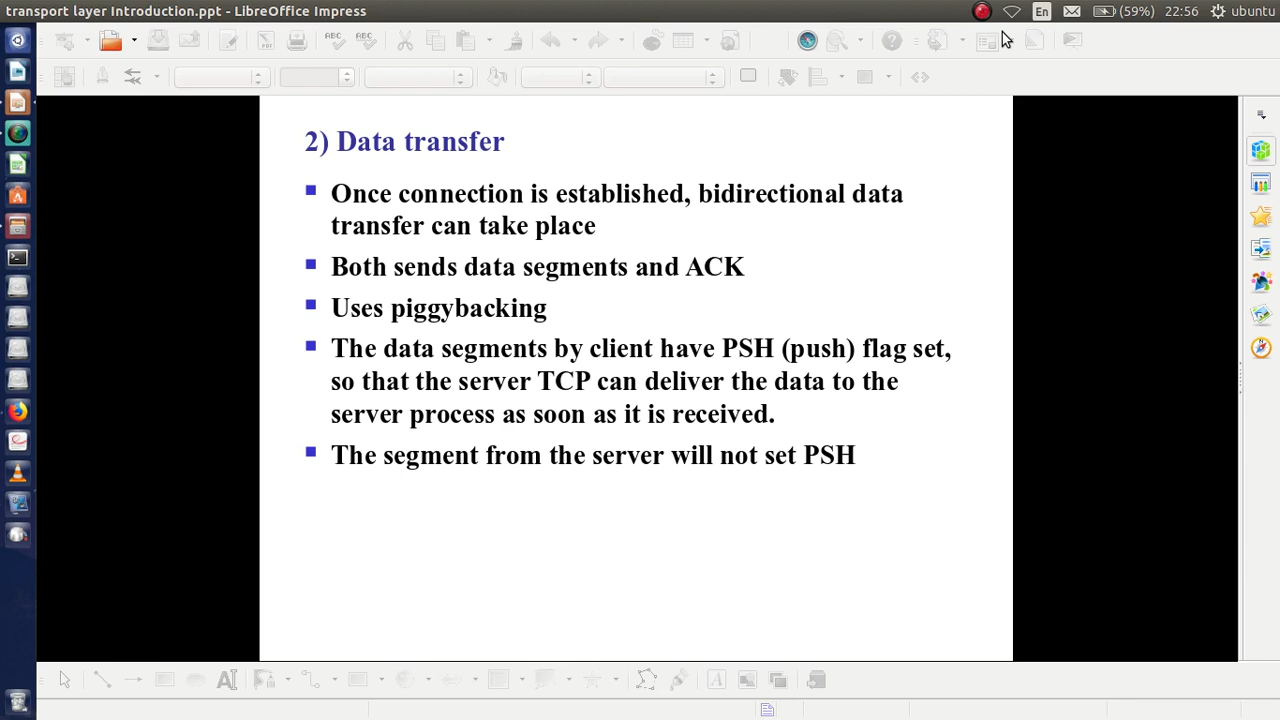 transport layer Introduction.ppt - LibreOffice Impress
En
(59%)
22:56
ubuntu
2) Data transfer
Once connection is established, bidirectional data
transfer can take place
Both sends data segments and ACK
Uses piggybacking
The data segments by client have PSH (push) flag set,
so that the server TCP can deliver the data to the
server process as soon as it is received.
The segment from the server will not set PSH